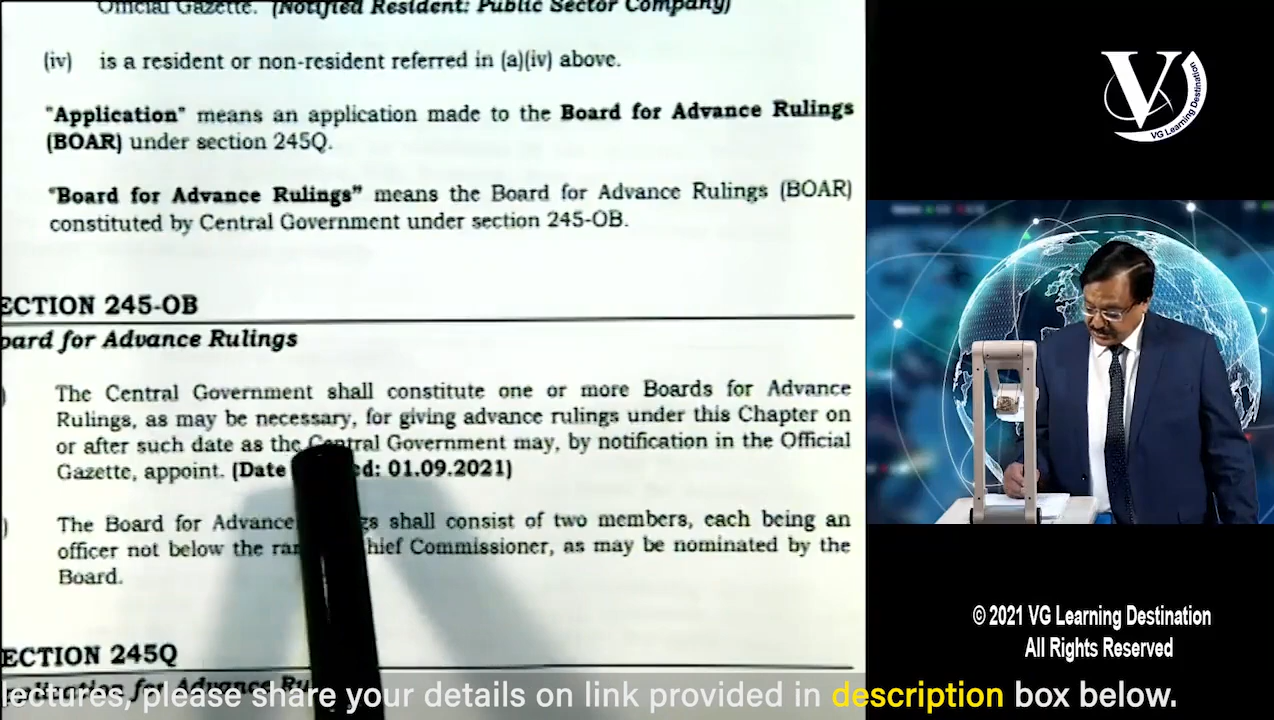 Official Gazette. (Notified Resident: Public Sector Company)
(iv) is a resident or non-resident referred in (a)(iv) above.
"Application" means an application made to the Board for Advance Rulings
(BOAR) under section 245Q.
"Board for Advance Rulings" means the Board for Advance Rulings (BOAR)
constituted by Central Government under section 245-OB.
ECTION 245-OB
oard for Advance Rulings
) The Central Government shall constitute one or more Boards for Advance
Rulings, as may be necessary, for giving advance rulings under this Chapter on
or after such date as the Central Government may, by notification in the Official
Gazette, appoint. (Date ed: 01.09.2021)
) The Board for Advance gs shall consist of two members, each being an
officer not below the ra hief Commissioner, as may be nominated by the
Board.
ECTION 245Q
for Advance Ru
V
VG Learning Destination
© 2021 VG Learning Destination
All Rights Reserved
lectures, please share your details on link provided in description box below.